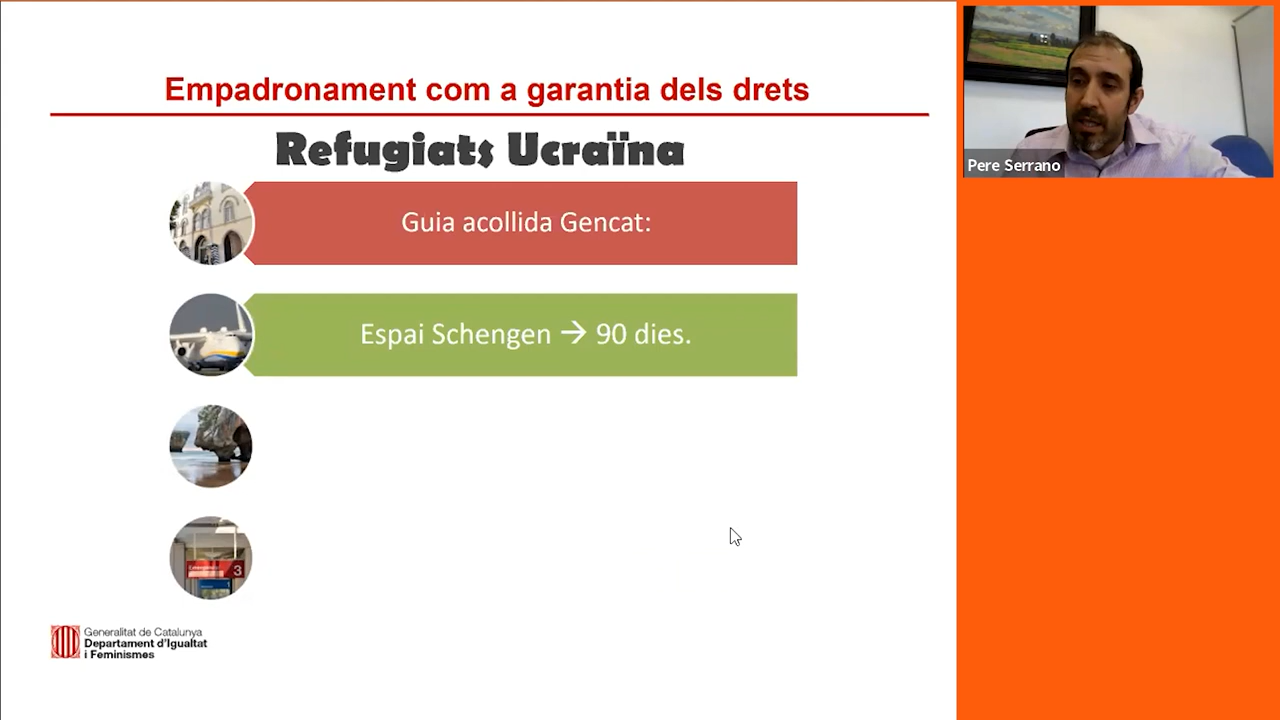 Empadronament com a garantia dels drets
Refugiats Ucraïna
Guia acollida Gencat:
Espai Schengen → 90 dies.
3
Generalitat de Catalunya
Departament d'Igualtat
i Feminismes
Pere Serrano